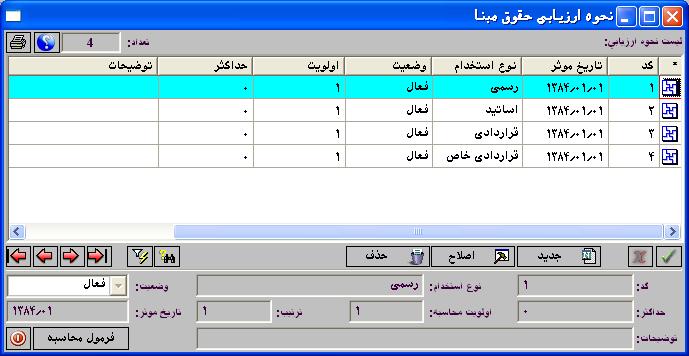 نحوه ارزیابی حقوق مبنا
لیست نحوه ارزیابی: تعداد: 4
* کد تاریخ موثر نوع استخدام وضعیت اولویت حداکثر توضیحات
۱ ۱۳۸۴/۰۱/۰۱ رسمی فعال ۱ ۰
۲ ۱۳۸۴/۰۱/۰۱ اساتید فعال ۱ ۰
۳ ۱۳۸۴/۰۱/۰۱ قراردادی فعال ۱ ۰
۴ ۱۳۸۴/۰۱/۰۱ قراردادی خاص فعال ۱ ۰
جدید اصلاح حذف
کد: ۱ نوع استخدام: رسمی وضعیت: فعال
حداکثر: ۰ اولویت محاسبه: ۱ ترتیب: ۱ تاریخ موثر: ۱۳۸۴/۰۱
توضیحات: فرمول محاسبه